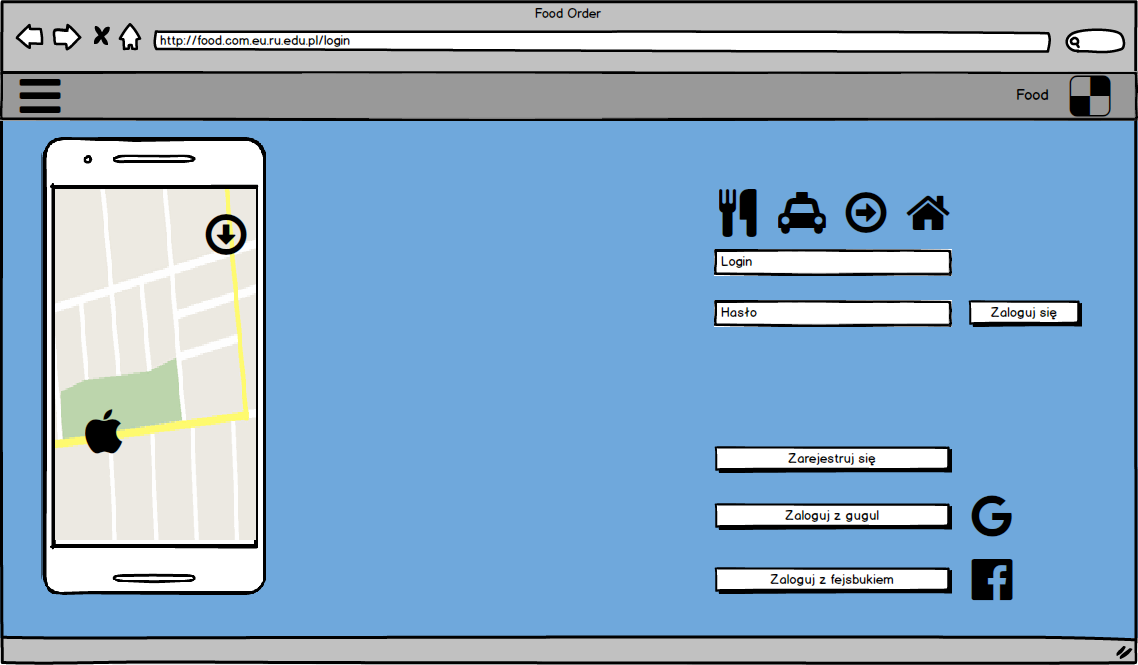 Food Order
http://food.com.eu.ru.edu.pl/login
Food
Login
Hasło
Zaloguj się
Zarejestruj się
Zaloguj z gugul
Zaloguj z fejsbukiem